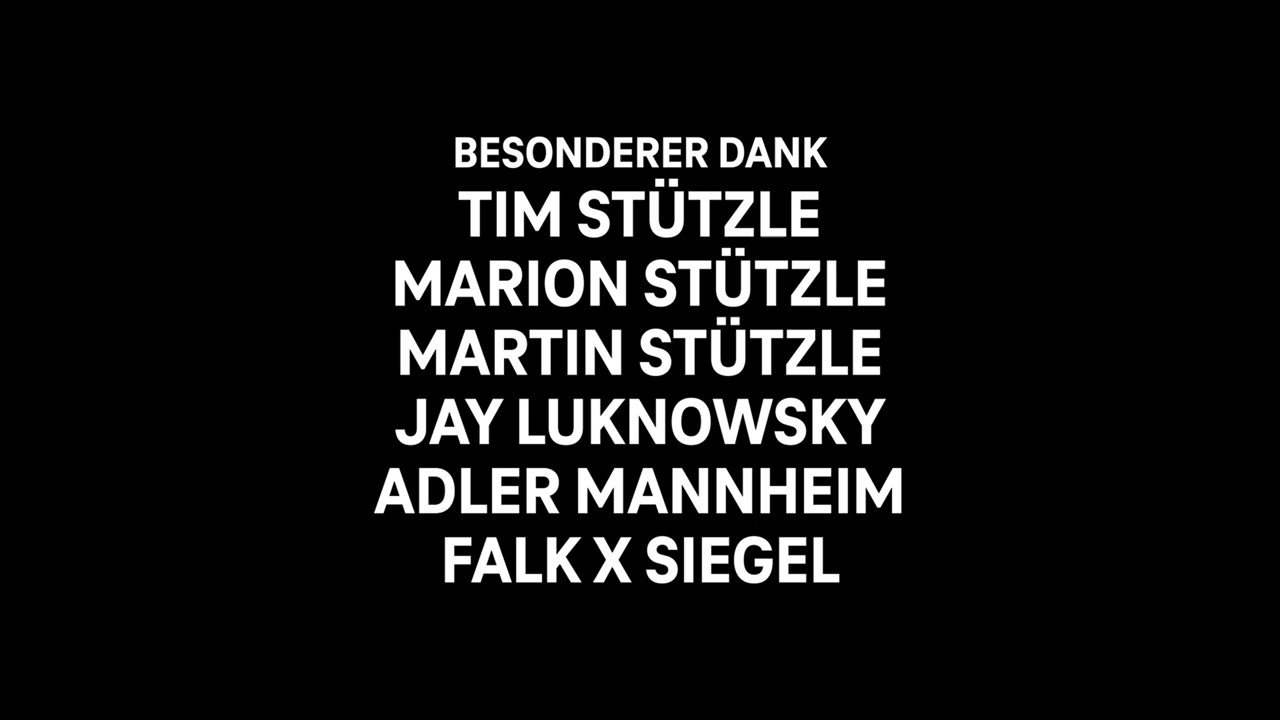 BESONDERER DANK
TIM STÜTZLE
MARION STÜTZLE
MARTIN STÜTZLE
JAY LUKNOWSKY
ADLER MANNHEIM
FALK X SIEGEL